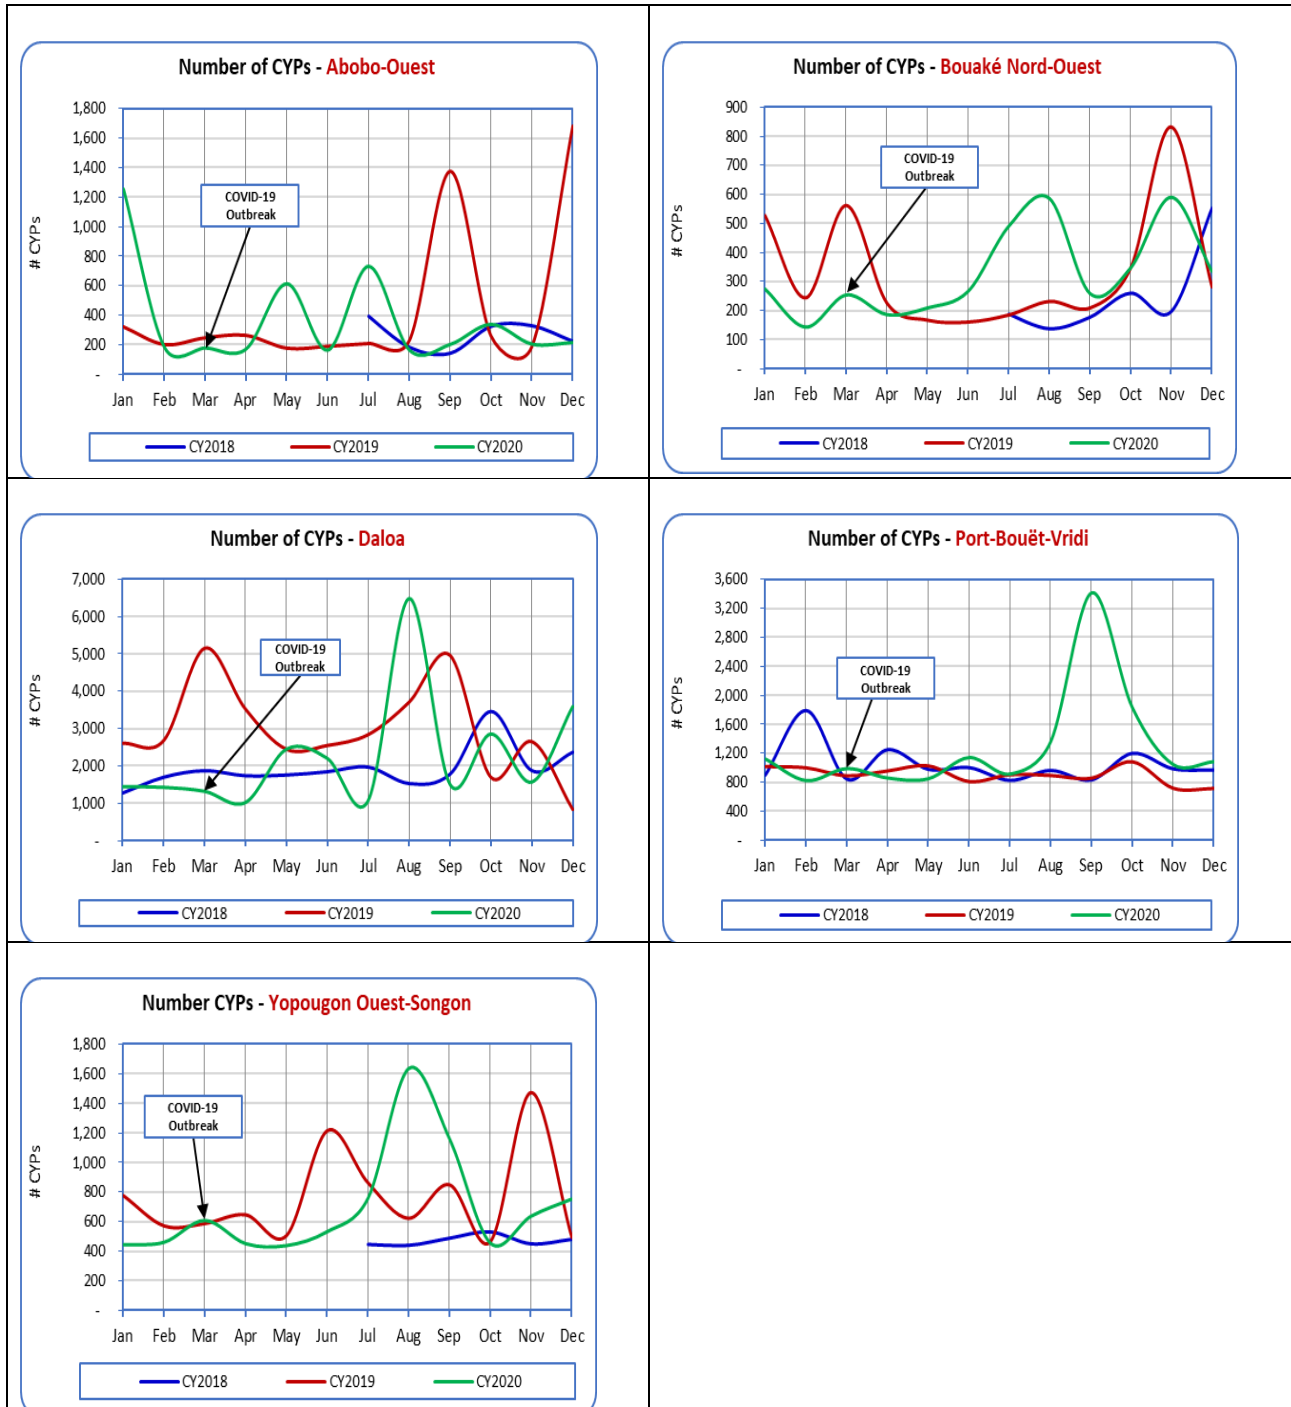 Number of CYPs - Abobo-Ouest
# CYPs
1,800
1,600
1,400
1,200
1,000
800
600
400
200
-
COVID-19
Outbreak
Jan Feb Mar Apr May Jun Jul Aug Sep Oct Nov Dec
CY2018 CY2019 CY2020
Number of CYPs - Bouaké Nord-Ouest
# CYPs
900
800
700
600
500
400
300
200
100
-
COVID-19
Outbreak
Jan Feb Mar Apr May Jun Jul Aug Sep Oct Nov Dec
CY2018 CY2019 CY2020
Number of CYPs - Daloa
# CYPs
7,000
6,000
5,000
4,000
3,000
2,000
1,000
-
COVID-19
Outbreak
Jan Feb Mar Apr May Jun Jul Aug Sep Oct Nov Dec
CY2018 CY2019 CY2020
Number of CYPs - Port-Bouët-Vridi
# CYPs
3,600
3,200
2,800
2,400
2,000
1,600
1,200
800
400
-
COVID-19
Outbreak
Jan Feb Mar Apr May Jun Jul Aug Sep Oct Nov Dec
CY2018 CY2019 CY2020
Number CYPs - Yopougon Ouest-Songon
# CYPs
1,800
1,600
1,400
1,200
1,000
800
600
400
200
-
COVID-19
Outbreak
Jan Feb Mar Apr May Jun Jul Aug Sep Oct Nov Dec
CY2018 CY2019 CY2020